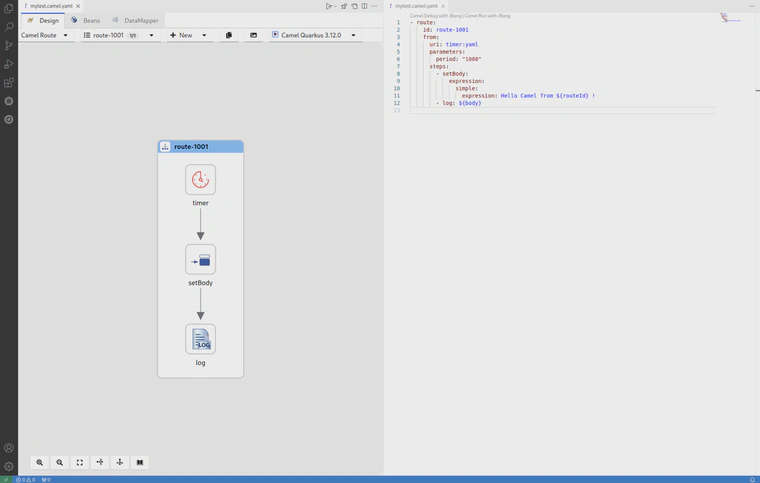 mytest.camel.yaml
Design Beans DataMapper
Camel Route route-1001 1/1 New Camel Quarkus 3.12.0
route-1001
timer
setBody
LOG
log
0 0 0
mytest.camel.yaml
Camel Debug with JBang | Camel Run with JBang
1 - route:
2 id: route-1001
3 from:
4 uri: timer:yaml
5 parameters:
6 period: "1000"
7 steps:
8 - setBody:
9 expression:
10 simple:
11 expression: Hello Camel from ${routeId} !
12 - log: ${body}
13